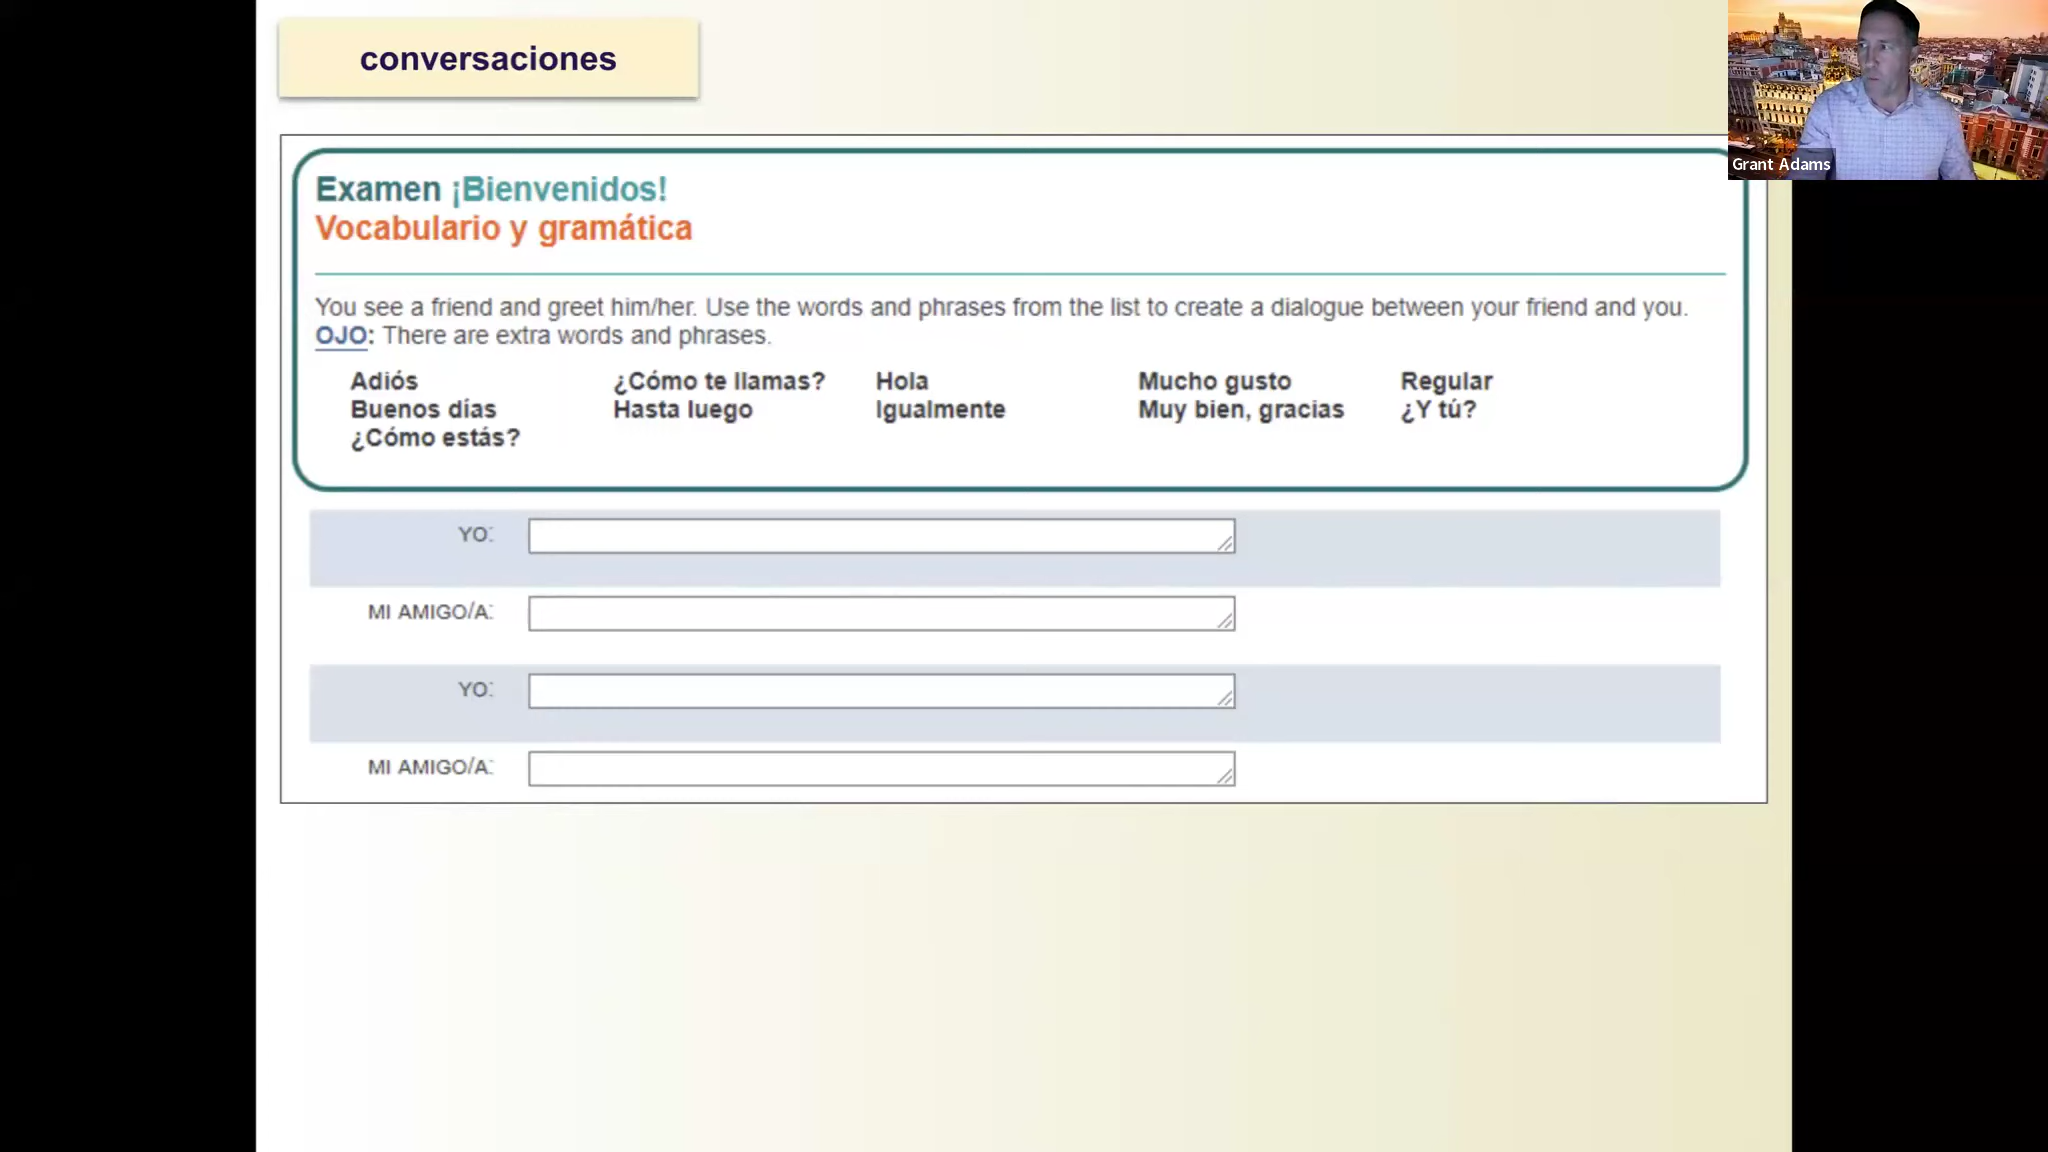 conversaciones
Grant Adams
Examen ¡Bienvenidos!
Vocabulario y gramática
You see a friend and greet him/her. Use the words and phrases from the list to create a dialogue between your friend and you.
OJO: There are extra words and phrases.
Adiós ¿Cómo te llamas? Hola Mucho gusto Regular
Buenos días Hasta luego Igualmente Muy bien, gracias ¿Y tú?
¿Cómo estás?
YO:
MI AMIGO/A:
YO:
MI AMIGO/A: